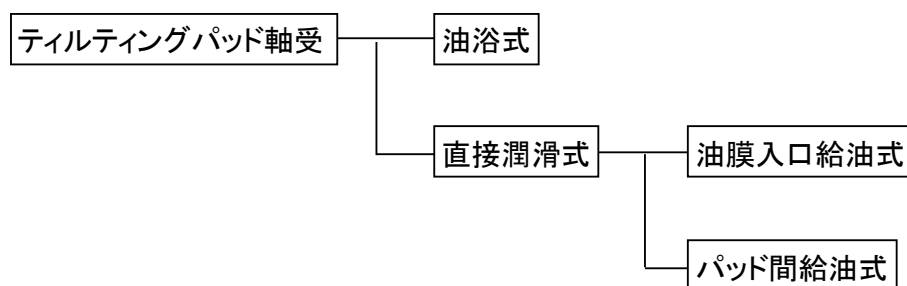 ティルティングパッド軸受
油浴式
直接潤滑式
油膜入口給油式
パッド間給油式